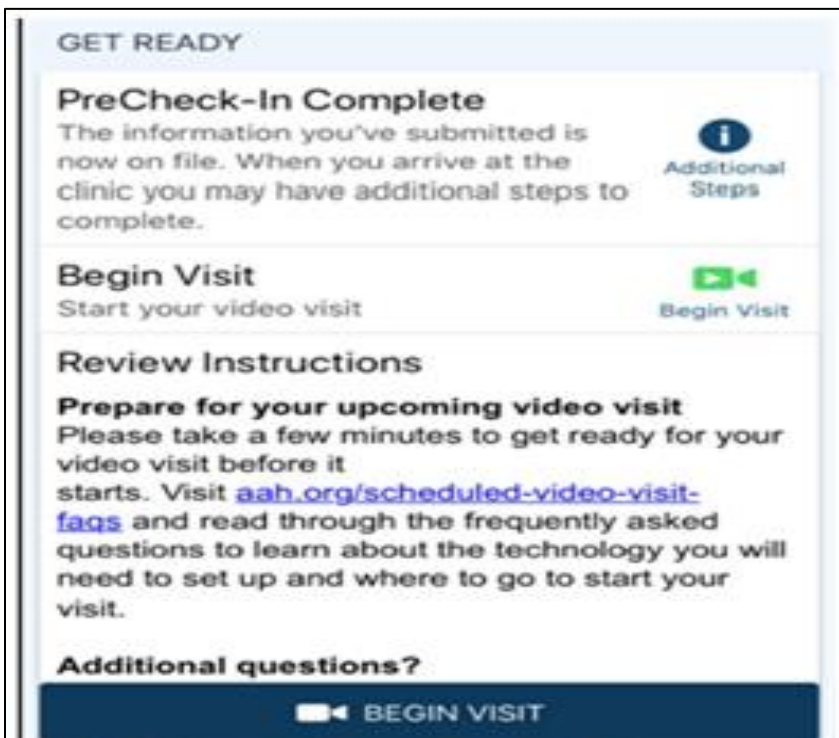 GET READY
PreCheck-In Complete
The information you've submitted is
now on file. When you arrive at the
clinic you may have additional steps to
complete.
Additional
Steps
Begin Visit
Start your video visit
Begin Visit
Review Instructions
Prepare for your upcoming video visit
Please take a few minutes to get ready for your
video visit before it
starts. Visit aah.org/scheduled-video-visit-
faqs and read through the frequently asked
questions to learn about the technology you will
need to set up and where to go to start your
visit.
Additional questions?
BEGIN VISIT